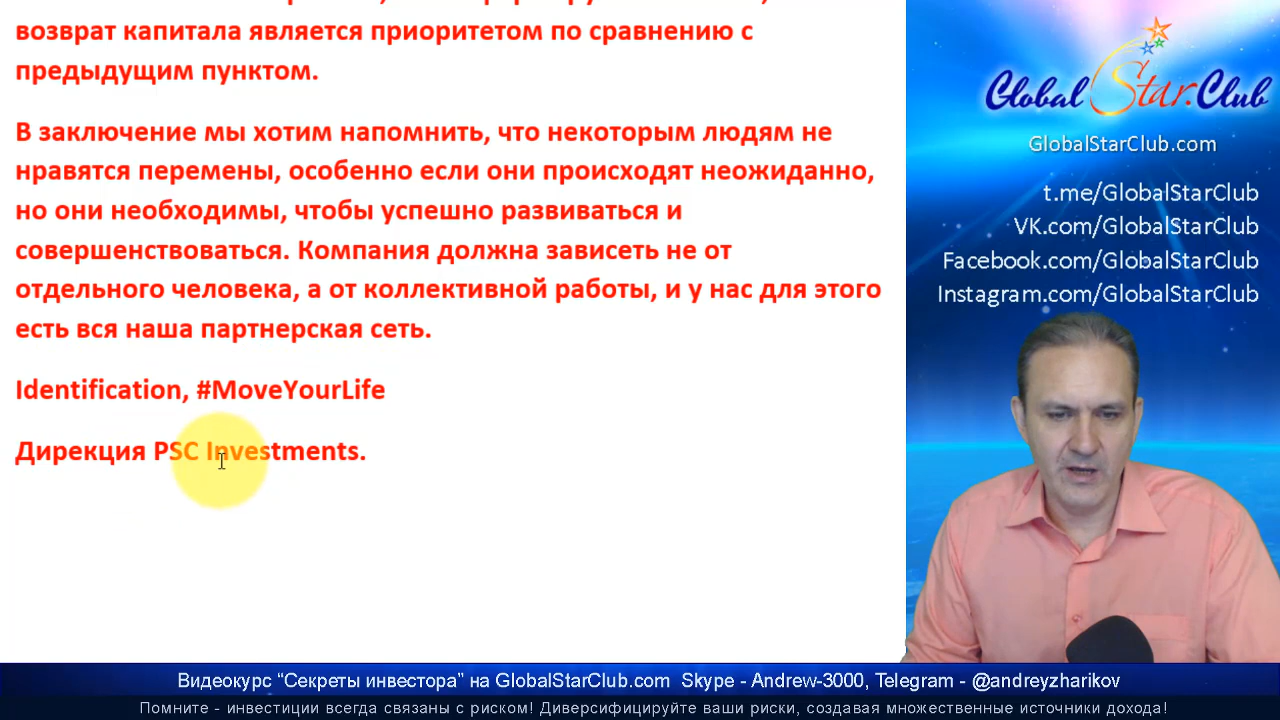 возврат капитала является приоритетом по сравнению с
предыдущим пунктом.
В заключение мы хотим напомнить, что некоторым людям не
нравятся перемены, особенно если они происходят неожиданно,
но они необходимы, чтобы успешно развиваться и
совершенствоваться. Компания должна зависеть не от
отдельного человека, а от коллективной работы, и у нас для этого
есть вся наша партнерская сеть.
Identification, #MoveYourLife
Дирекция PSC Investments.
Global Star.Club
GlobalStarClub.com
t.me/GlobalStarClub
VK.com/GlobalStarClub
Facebook.com/GlobalStarClub
Instagram.com/GlobalStarClub
Видеокурс “Секреты инвестора” на GlobalStarClub.com Skype - Andrew-3000, Telegram - @andreyzharikov
Помните - инвестиции всегда связаны с риском! Диверсифицируйте ваши риски, создавая множественные источники дохода!